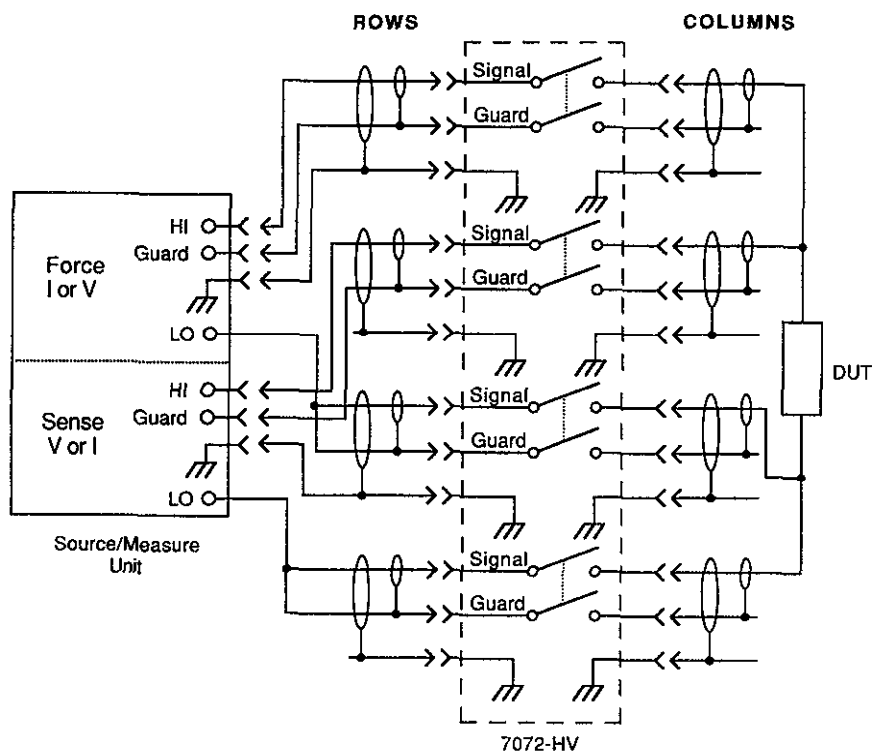 ROWS
COLUMNS
Signal
Guard
HI
Guard
Force
I or V
LO
Signal
Guard
HI
Guard
Sense
V or I
LO
Signal
Guard
DUT
Source/Measure
Unit
Signal
Guard
7072-HV